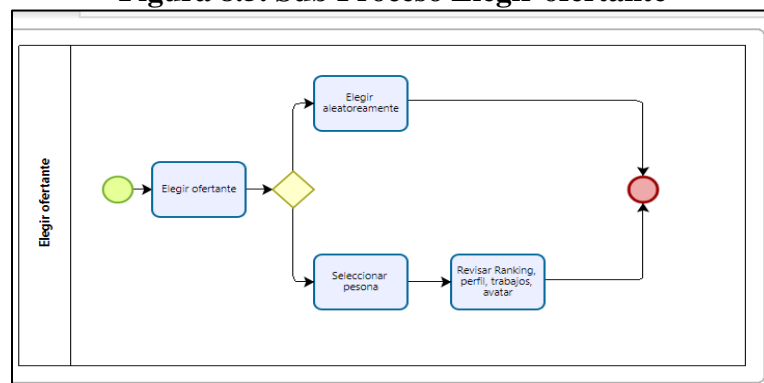 Elegir ofertante
Elegir
aleatoreamente
Elegir ofertante
Seleccionar
pesona
Revisar Ranking,
perfil, trabajos,
avatar